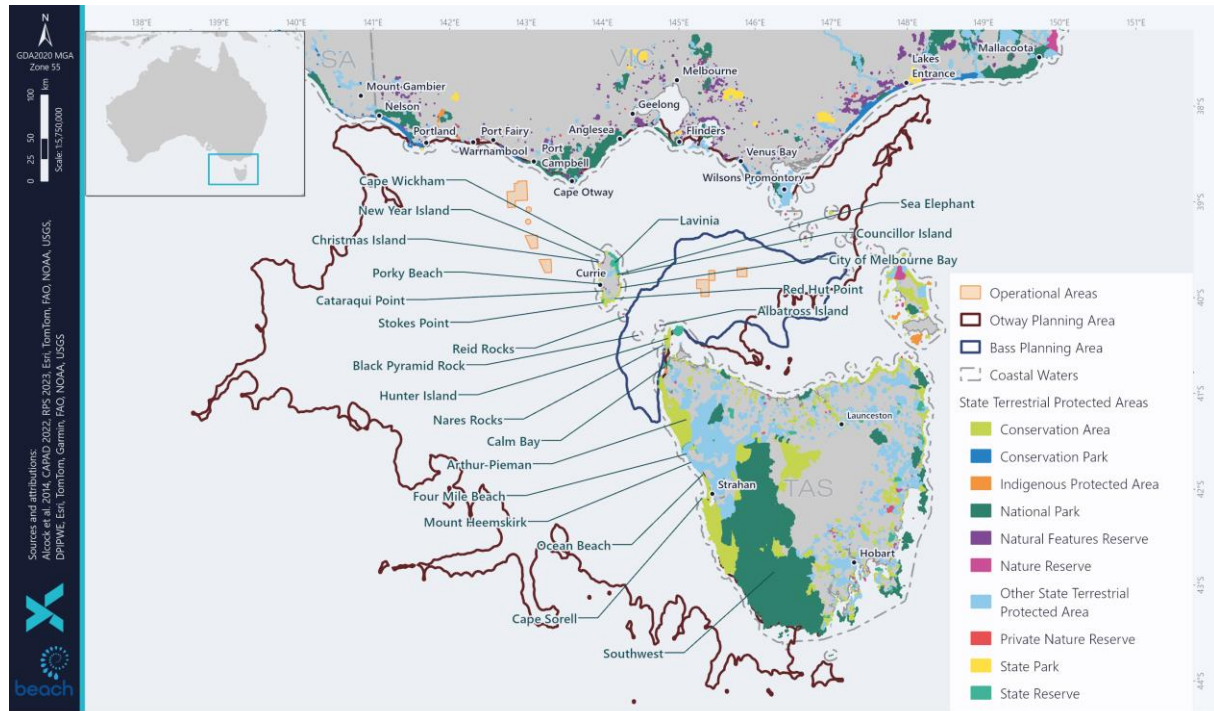 138°E
139°E
140°E
141°E
142°E
143°E
144°E
145°E
146°E
147°E
148°E
149°E
150°E
151°E
N
GDA2020 MGA
Zone 55
km
100
50
25
0
Scale: 1:5,750,000
Sources and attributions:
Alcock et al. 2014, CAPAD 2022, RPS 2023, Esri, TomTom, FAO, NOAA, USGS,
DPIPWE, Esri, TomTom, Garmin, FAO, NOAA, USGS
beach
SA
VIC
TAS
Mallacoota
Lakes
Entrance
Melbourne
Mount Gambier
Nelson
Geelong
Portland
Port Fairy
Anglesea
Flinders
Warrnambool
Port
Campbell
Venus Bay
Cape Otway
Wilsons Promontory
Cape Wickham
New Year Island
Lavinia
Sea Elephant
Councillor Island
Christmas Island
City of Melbourne Bay
Porky Beach
Currie
Red Hut Point
Cataraqui Point
Albatross Island
Stokes Point
Reid Rocks
Black Pyramid Rock
Hunter Island
Nares Rocks
Calm Bay
Launceston
Arthur-Pieman
Four Mile Beach
Strahan
Mount Heemskirk
Ocean Beach
Hobart
Cape Sorell
Southwest
38°S
39°S
40°S
41°S
42°S
43°S
44°S
Operational Areas
Otway Planning Area
Bass Planning Area
Coastal Waters
State Terrestrial Protected Areas
Conservation Area
Conservation Park
Indigenous Protected Area
National Park
Natural Features Reserve
Nature Reserve
Other State Terrestrial
Protected Area
Private Nature Reserve
State Park
State Reserve